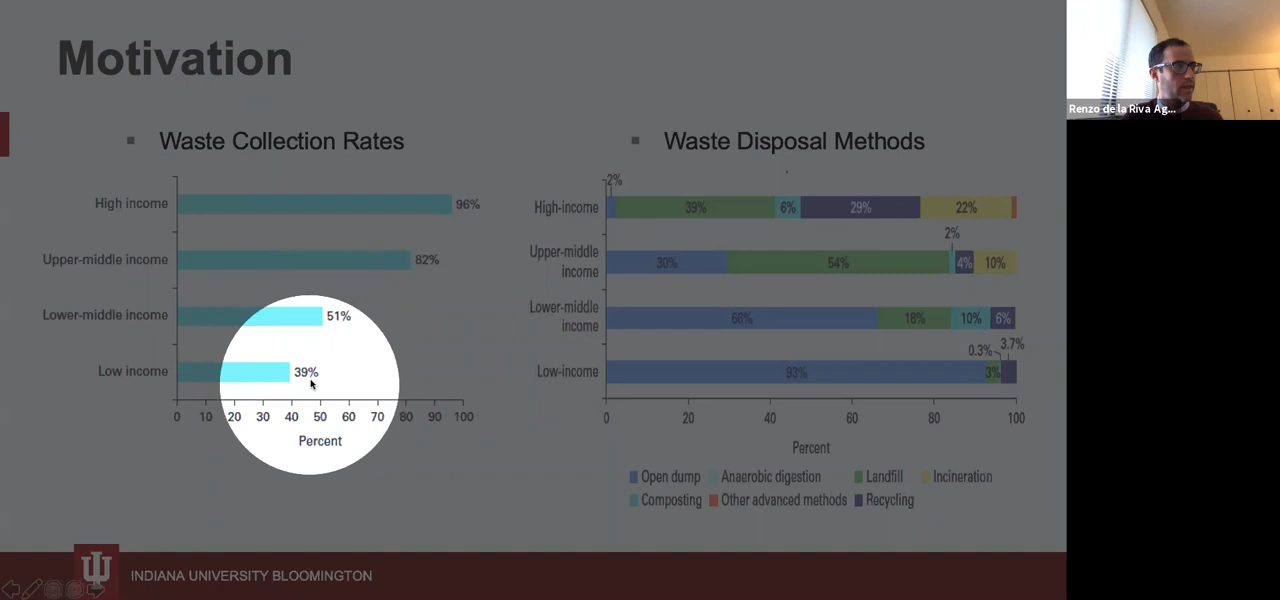 Motivation
Renzo de la Riva Ag...
▪ Waste Collection Rates
High income 96%
Upper-middle income 82%
Lower-middle income 51%
Low income 39%
0 10 20 30 40 50 60 70 80 90 100
Percent
▪ Waste Disposal Methods
2%
High-income 39% 6% 29% 22%
2%
Upper-middle
income
30% 54% 4% 10%
Lower-middle
income
66% 18% 10% 6%
0.3% 3.7%
Low-income 93% 3%
0 20 40 60 80 100
Percent
Open dump Anaerobic digestion Landfill Incineration
Composting Other advanced methods Recycling
INDIANA UNIVERSITY BLOOMINGTON